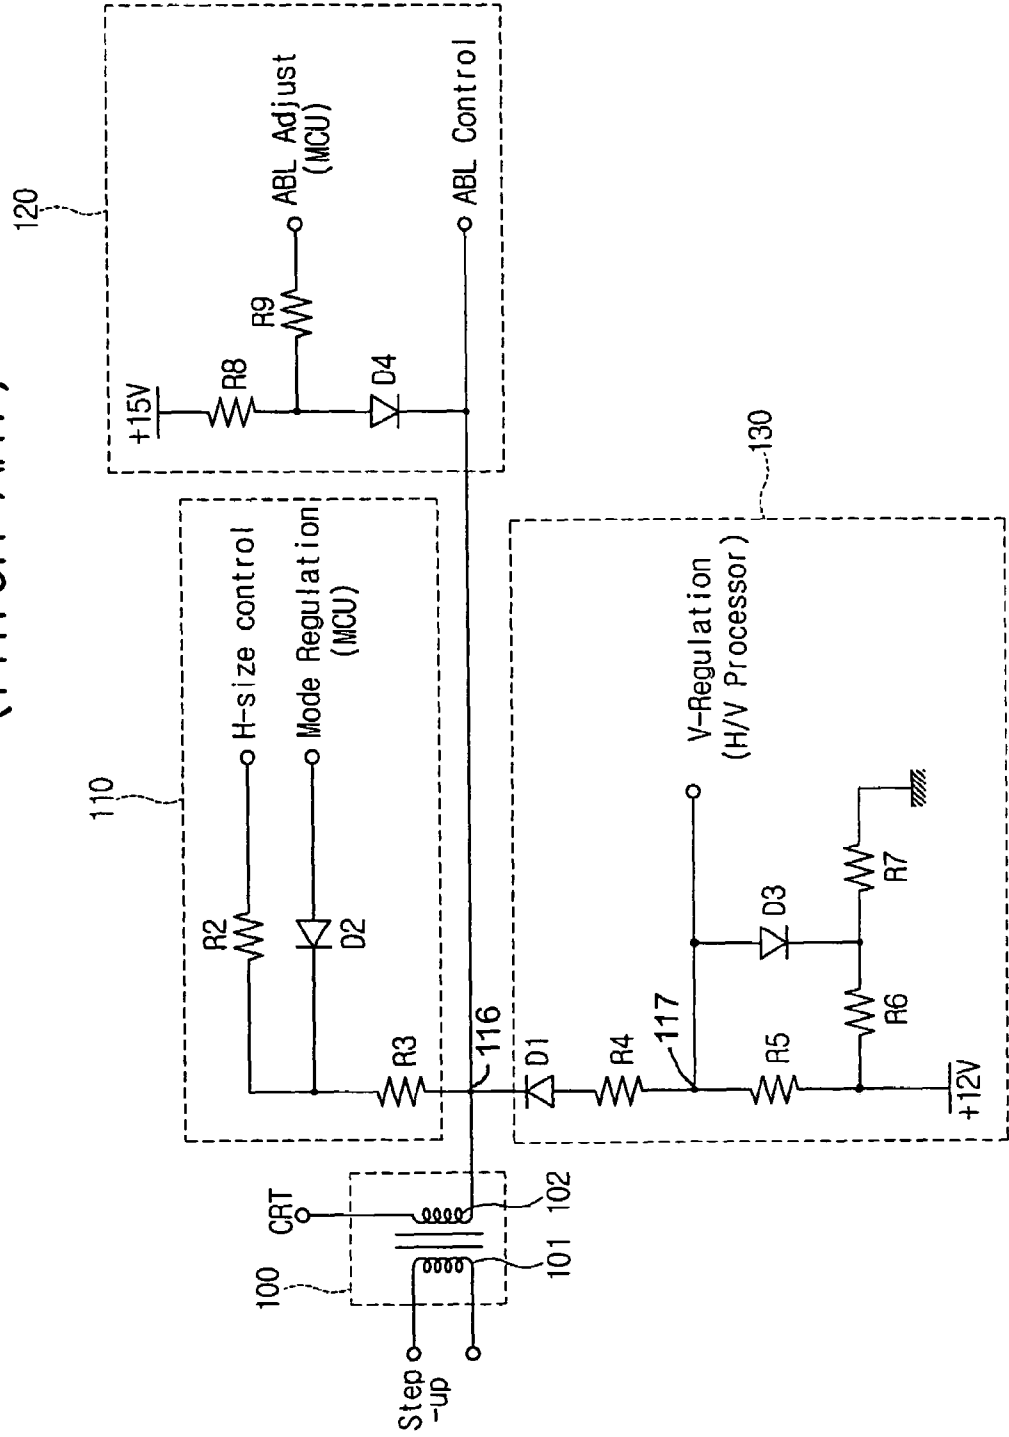 120
+15V
R8
R9
ABL Adjust
(MCU)
D4
ABL Control
110
R2
H-size control
D2
Mode Regulation
(MCU)
R3
116
100
CRT
102
101
Step
-up
130
D1
R4
117
V-Regulation
(H/V Processor)
R5
D3
R6
R7
+12V